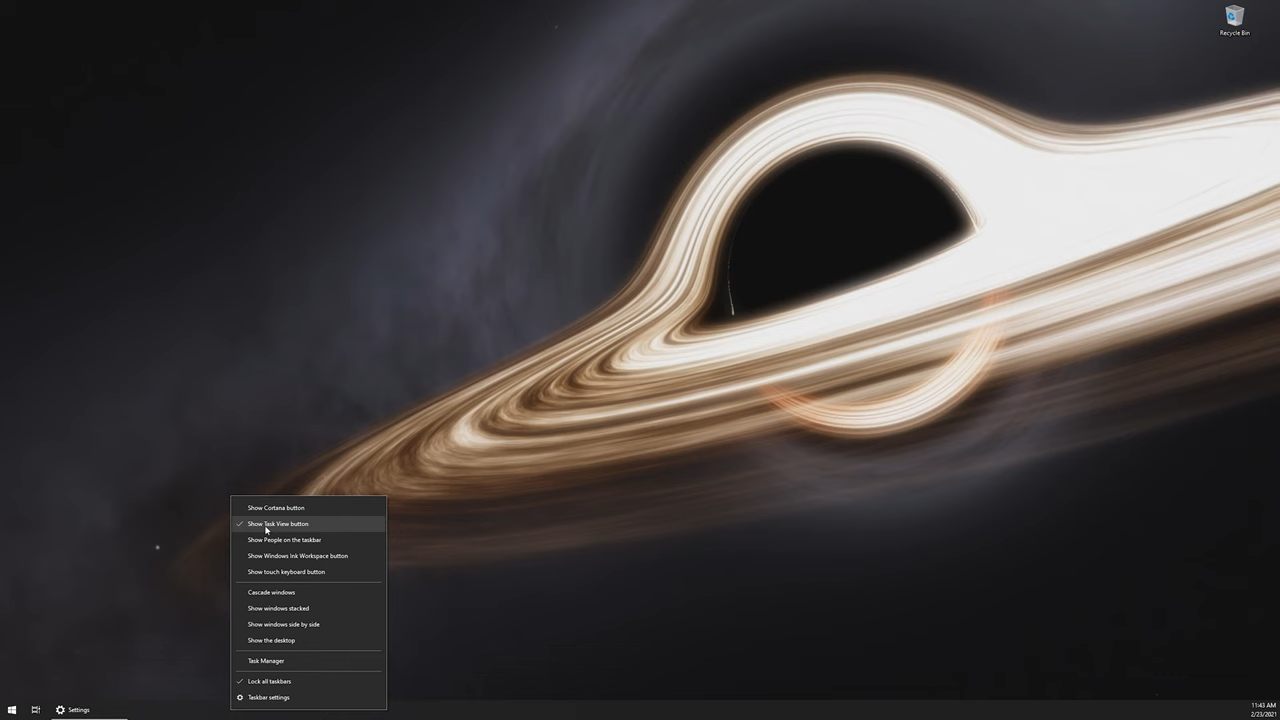 Recycle Bin
Show Cortana button
Show Task View button
Show People on the taskbar
Show Windows Ink Workspace button
Show touch keyboard button
Cascade windows
Show windows stacked
Show windows side by side
Show the desktop
Task Manager
Lock all taskbars
Taskbar settings
Settings
11:43 AM
2/23/2021